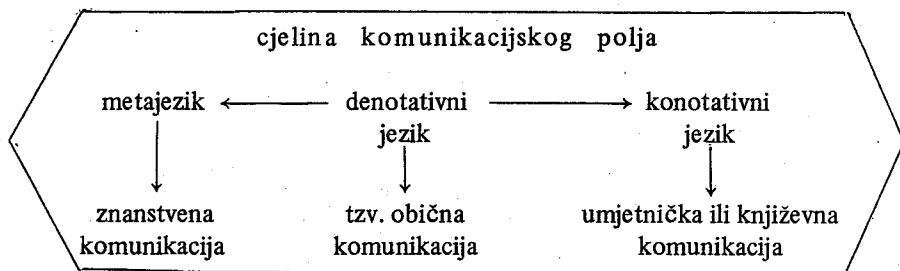 cjelina komunikacijskog polja
metajezik denotativni konotativni
jezik jezik
znanstvena tzv. obična umjetnička ili književna
komunikacija komunikacija komunikacija